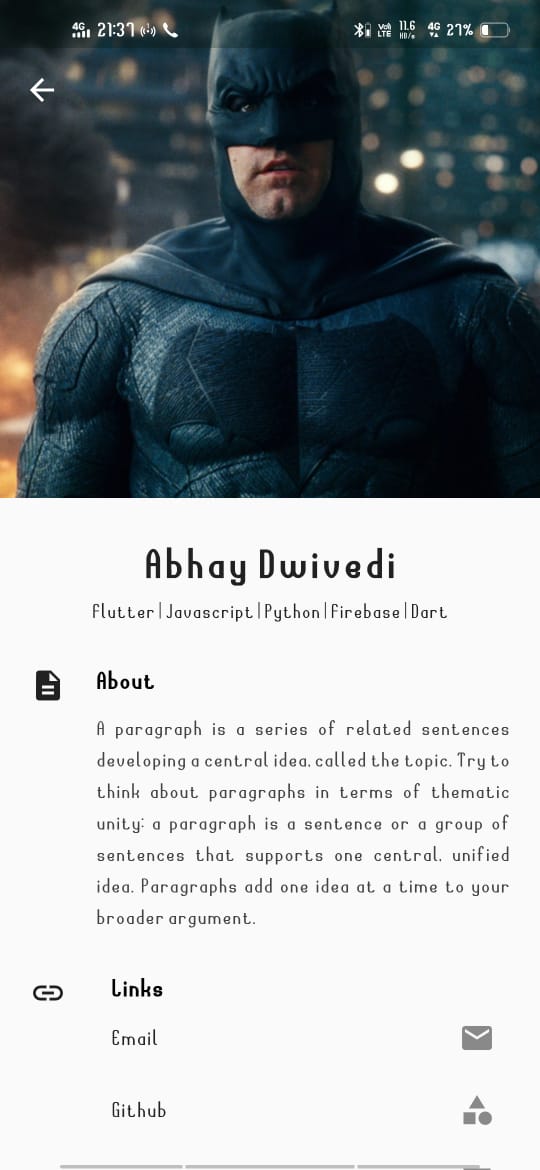 4G 21:37 VoD LTE 11.6 KB/s 4G 27%
Abhay Dwivedi
Flutter|Javascript|Python|Firebase|Dart
About
A paragraph is a series of related sentences
developing a central idea, called the topic. Try to
think about paragraphs in terms of thematic
unity: a paragraph is a sentence or a group of
sentences that supports one central, unified
idea. Paragraphs add one idea at a time to your
broader argument.
Links
Email
Github